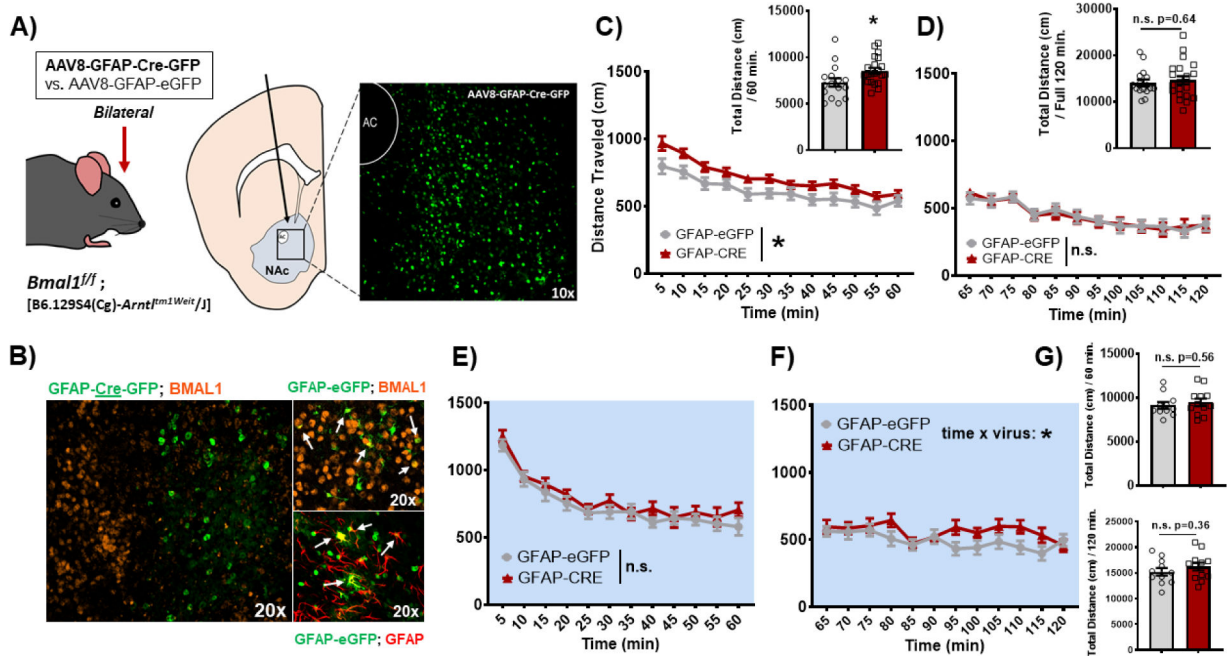 A)
AAV8-GFAP-Cre-GFP
vs. AAV8-GFAP-eGFP
Bilateral
Bmal1f/f ;
[B6.129S4(Cg)-Arntltm1Weit/J]
NAc
AAV8-GFAP-Cre-GFP
AC
10x
B)
GFAP-Cre-GFP; BMAL1
20x
GFAP-eGFP; BMAL1
20x
20x
GFAP-eGFP; GFAP
C)
Total Distance (cm)
/ 60 min.
15000
10000
5000
0
*
Distance Traveled (cm)
1500
1000
500
0
GFAP-eGFP
GFAP-CRE
*
5 10 15 20 25 30 35 40 45 50 55 60
Time (min)
D)
Total Distance (cm)
/ Full 120 min.
30000
20000
10000
0
n.s. p=0.64
1500
1000
500
0
GFAP-eGFP
GFAP-CRE
n.s.
65 70 75 80 85 90 95 100 105 110 115 120
Time (min)
E)
1500
1000
500
0
GFAP-eGFP
GFAP-CRE
n.s.
5 10 15 20 25 30 35 40 45 50 55 60
Time (min)
F)
1500
1000
500
0
GFAP-eGFP
GFAP-CRE
time x virus: *
65 70 75 80 85 90 95 100 105 110 115 120
Time (min)
G)
Total Distance (cm) / 60 min.
15000
10000
5000
0
n.s. p=0.56
Total Distance (cm) / 120 min.
25000
20000
15000
10000
5000
0
n.s. p=0.36